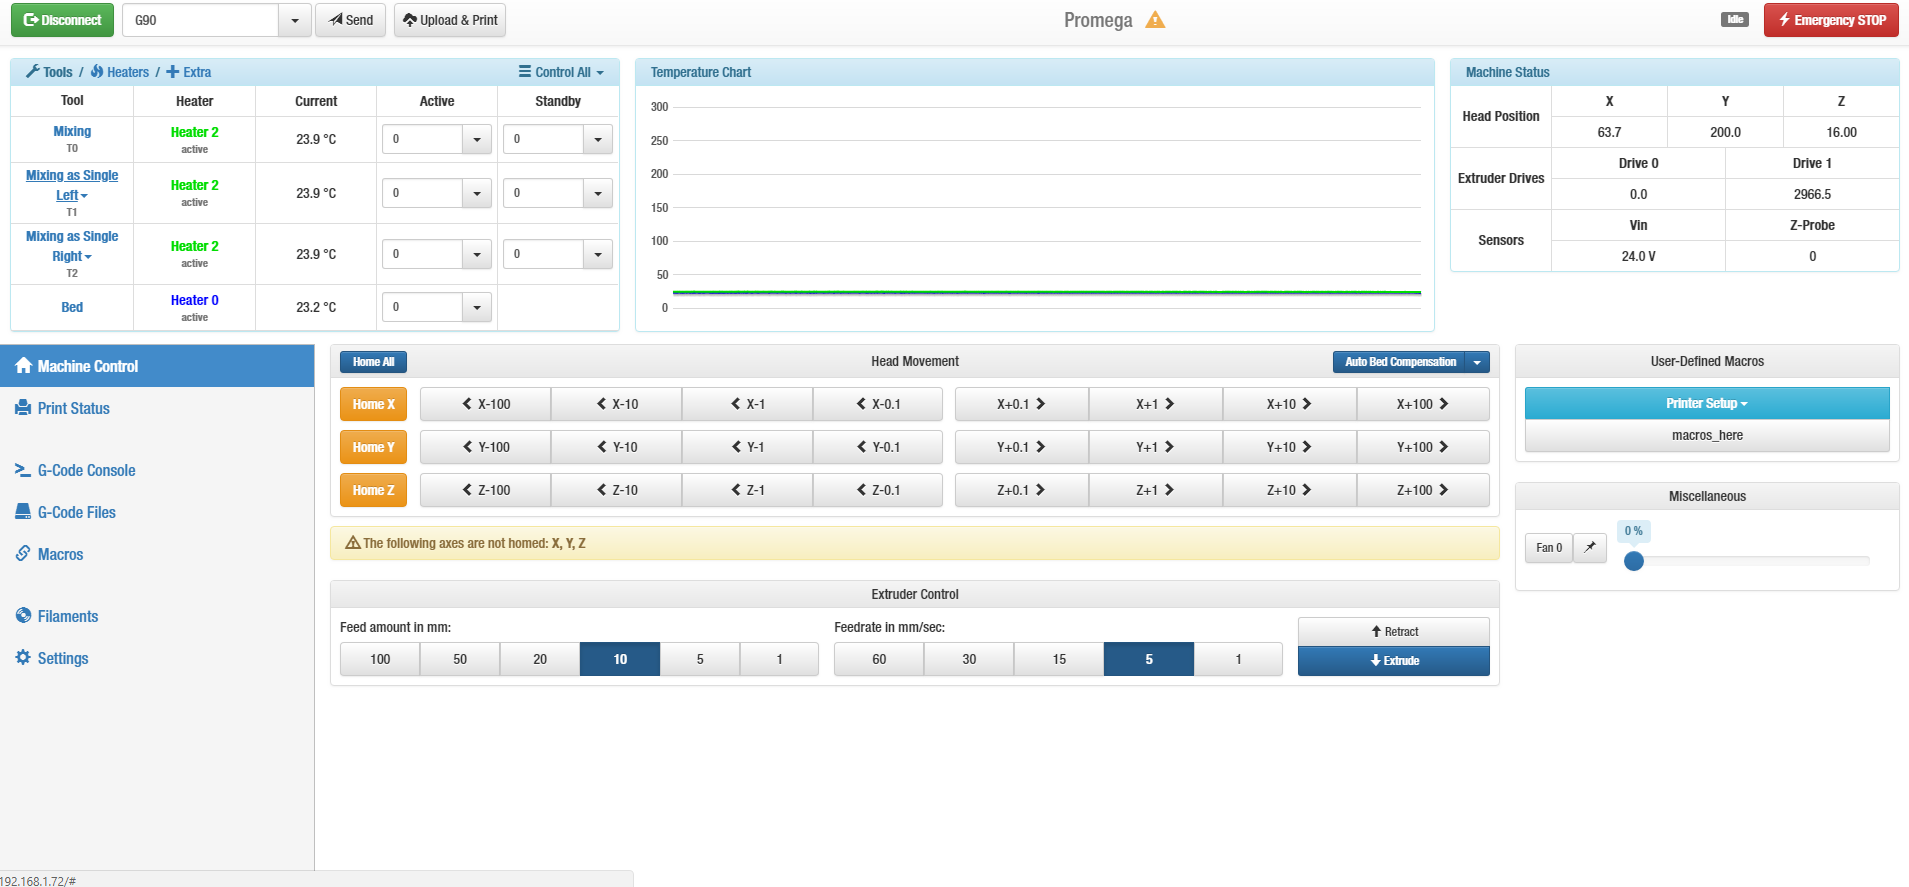 Disconnect G90 Send Upload & Print Promega Idle Emergency STOP
Tools / Heaters / Extra Control All
Tool Heater Current Active Standby
Mixing
T0
Heater 2
active
23.9 °C 0 0
Mixing as Single
Left
T1
Heater 2
active
23.9 °C 0 0
Mixing as Single
Right
T2
Heater 2
active
23.9 °C 0 0
Bed
Heater 0
active
23.2 °C 0
Temperature Chart
300
250
200
150
100
50
0
Machine Status
Head Position
X Y Z
63.7 200.0 16.00
Extruder Drives
Drive 0 Drive 1
0.0 2966.5
Sensors
Vin Z-Probe
24.0 V 0
Machine Control
Print Status
G-Code Console
G-Code Files
Macros
Filaments
Settings
Home All Head Movement Auto Bed Compensation
Home X X-100 X-10 X-1 X-0.1 X+0.1 X+1 X+10 X+100
Home Y Y-100 Y-10 Y-1 Y-0.1 Y+0.1 Y+1 Y+10 Y+100
Home Z Z-100 Z-10 Z-1 Z-0.1 Z+0.1 Z+1 Z+10 Z+100
The following axes are not homed: X, Y, Z
Extruder Control
Feed amount in mm:
100 50 20 10 5 1
Feedrate in mm/sec:
60 30 15 5 1
Retract
Extrude
User-Defined Macros
Printer Setup
macros_here
Miscellaneous
0 %
Fan 0
192.168.1.72/#